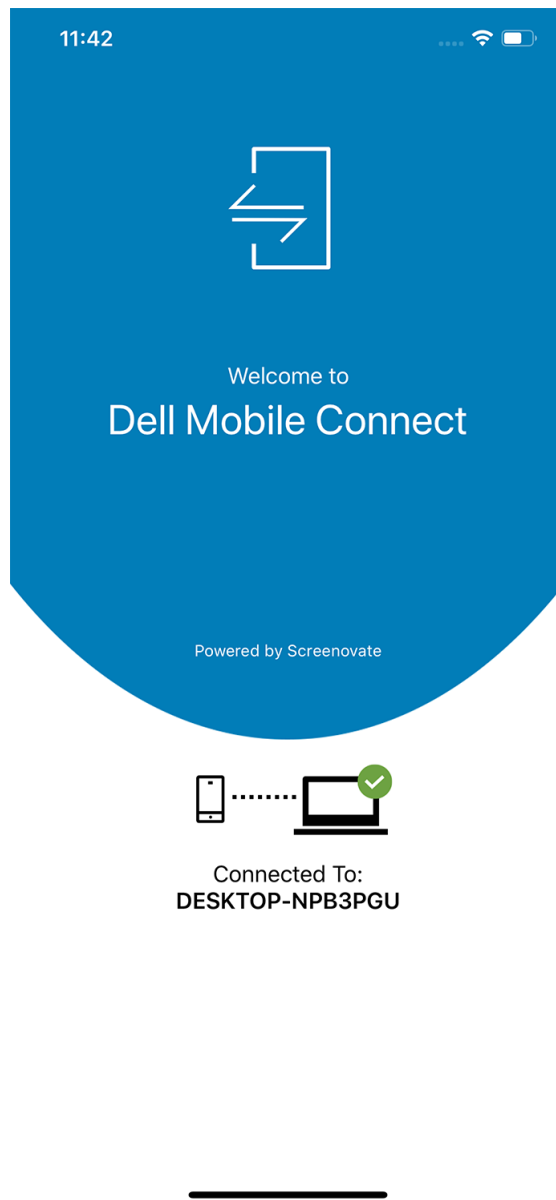 11:42
Welcome to
Dell Mobile Connect
Powered by Screenovate
Connected To:
DESKTOP-NPB3PGU